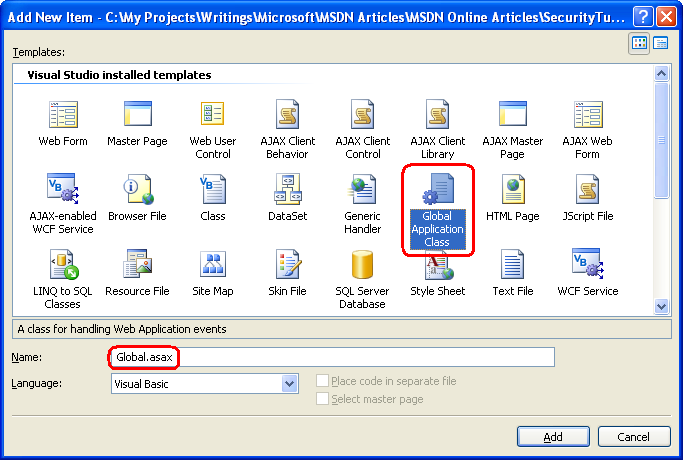 Add New Item - C:\My Projects\Writings\Microsoft\MSDN Articles\MSDN Online Articles\SecurityTu...
Templates:
Visual Studio installed templates
Web Form Master Page Web User Control AJAX Client Behavior AJAX Client Control AJAX Client Library AJAX Master Page AJAX Web Form
AJAX-enabled WCF Service Browser File Class DataSet Generic Handler Global Application Class HTML Page JScript File
LINQ to SQL Classes Resource File Site Map Skin File SQL Server Database Style Sheet Text File WCF Service
A class for handling Web Application events
Name: Global.asax
Language: Visual Basic Place code in separate file
Select master page
Add Cancel